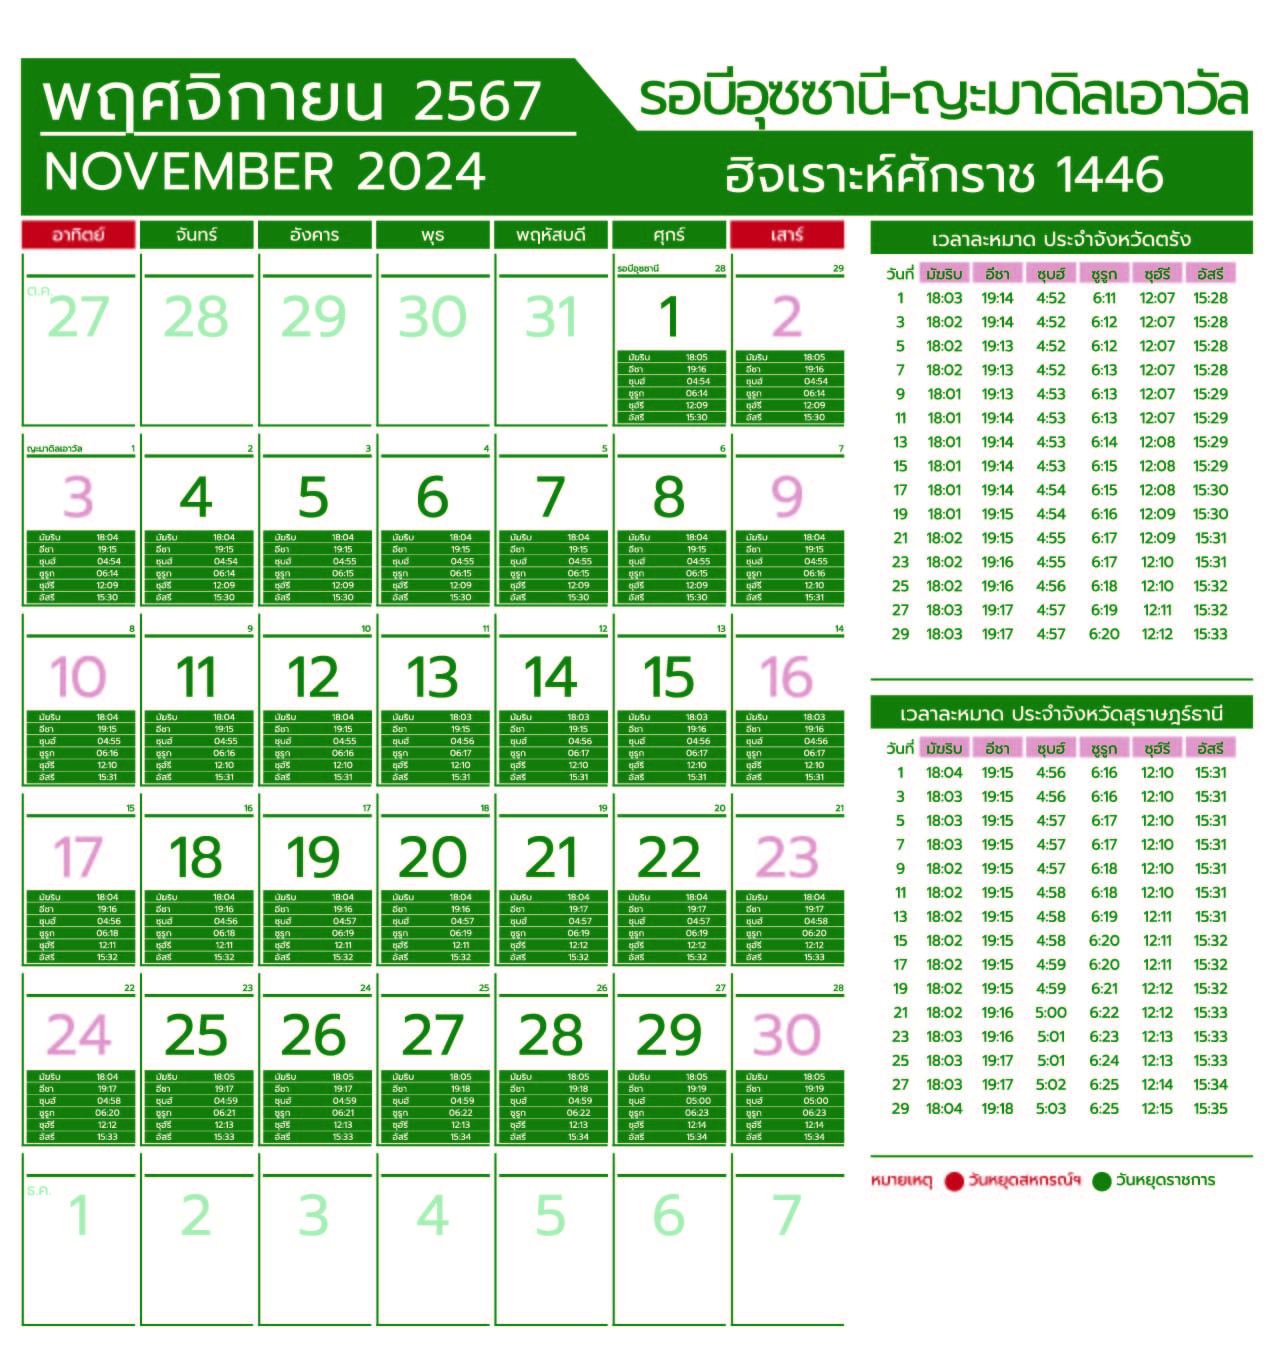 พฤศจิกายน 2567
รอบีอุซซานี-ญะมาดิลเอาวัล
NOVEMBER 2024
ฮิจเราะห์ศักราช 1446
อาทิตย์ จันทร์ อังคาร พุธ พฤหัสบดี ศุกร์ เสาร์
รอบีอุซซานี 28 29
ต.ค.
27 28 29 30 31 1 2
มัฆริบ 18:05 มัฆริบ 18:05
อีชา 19:16 อีชา 19:16
ซุบฮ์ 04:54 ซุบฮ์ 04:54
ชูรูก 06:14 ชูรูก 06:14
ซุฮ์รี 12:09 ซุฮ์รี 12:09
อัสรี 15:30 อัสรี 15:30
ญะมาดิลเอาวัล 1 2 3 4 5 6 7
3 4 5 6 7 8 9
มัฆริบ 18:04 มัฆริบ 18:04 มัฆริบ 18:04 มัฆริบ 18:04 มัฆริบ 18:04 มัฆริบ 18:04 มัฆริบ 18:04
อีชา 19:15 อีชา 19:15 อีชา 19:15 อีชา 19:15 อีชา 19:15 อีชา 19:15 อีชา 19:15
ซุบฮ์ 04:54 ซุบฮ์ 04:54 ซุบฮ์ 04:55 ซุบฮ์ 04:55 ซุบฮ์ 04:55 ซุบฮ์ 04:55 ซุบฮ์ 04:55
ชูรูก 06:14 ชูรูก 06:14 ชูรูก 06:15 ชูรูก 06:15 ชูรูก 06:15 ชูรูก 06:15 ชูรูก 06:16
ซุฮ์รี 12:09 ซุฮ์รี 12:09 ซุฮ์รี 12:09 ซุฮ์รี 12:09 ซุฮ์รี 12:09 ซุฮ์รี 12:09 ซุฮ์รี 12:10
อัสรี 15:30 อัสรี 15:30 อัสรี 15:30 อัสรี 15:30 อัสรี 15:30 อัสรี 15:30 อัสรี 15:31
8 9 10 11 12 13 14
10 11 12 13 14 15 16
มัฆริบ 18:04 มัฆริบ 18:04 มัฆริบ 18:04 มัฆริบ 18:03 มัฆริบ 18:03 มัฆริบ 18:03 มัฆริบ 18:03
อีชา 19:15 อีชา 19:15 อีชา 19:15 อีชา 19:15 อีชา 19:15 อีชา 19:16 อีชา 19:16
ซุบฮ์ 04:55 ซุบฮ์ 04:55 ซุบฮ์ 04:55 ซุบฮ์ 04:56 ซุบฮ์ 04:56 ซุบฮ์ 04:56 ซุบฮ์ 04:56
ชูรูก 06:16 ชูรูก 06:16 ชูรูก 06:16 ชูรูก 06:17 ชูรูก 06:17 ชูรูก 06:17 ชูรูก 06:17
ซุฮ์รี 12:10 ซุฮ์รี 12:10 ซุฮ์รี 12:10 ซุฮ์รี 12:10 ซุฮ์รี 12:10 ซุฮ์รี 12:10 ซุฮ์รี 12:10
อัสรี 15:31 อัสรี 15:31 อัสรี 15:31 อัสรี 15:31 อัสรี 15:31 อัสรี 15:31 อัสรี 15:31
15 16 17 18 19 20 21
17 18 19 20 21 22 23
มัฆริบ 18:04 มัฆริบ 18:04 มัฆริบ 18:04 มัฆริบ 18:04 มัฆริบ 18:04 มัฆริบ 18:04 มัฆริบ 18:04
อีชา 19:16 อีชา 19:16 อีชา 19:16 อีชา 19:16 อีชา 19:17 อีชา 19:17 อีชา 19:17
ซุบฮ์ 04:56 ซุบฮ์ 04:56 ซุบฮ์ 04:57 ซุบฮ์ 04:57 ซุบฮ์ 04:57 ซุบฮ์ 04:57 ซุบฮ์ 04:58
ชูรูก 06:18 ชูรูก 06:18 ชูรูก 06:19 ชูรูก 06:19 ชูรูก 06:19 ชูรูก 06:19 ชูรูก 06:20
ซุฮ์รี 12:11 ซุฮ์รี 12:11 ซุฮ์รี 12:11 ซุฮ์รี 12:11 ซุฮ์รี 12:12 ซุฮ์รี 12:12 ซุฮ์รี 12:12
อัสรี 15:32 อัสรี 15:32 อัสรี 15:32 อัสรี 15:32 อัสรี 15:32 อัสรี 15:32 อัสรี 15:33
22 23 24 25 26 27 28
24 25 26 27 28 29 30
มัฆริบ 18:04 มัฆริบ 18:05 มัฆริบ 18:05 มัฆริบ 18:05 มัฆริบ 18:05 มัฆริบ 18:05 มัฆริบ 18:05
อีชา 19:17 อีชา 19:17 อีชา 19:17 อีชา 19:18 อีชา 19:18 อีชา 19:19 อีชา 19:19
ซุบฮ์ 04:58 ซุบฮ์ 04:59 ซุบฮ์ 04:59 ซุบฮ์ 04:59 ซุบฮ์ 04:59 ซุบฮ์ 05:00 ซุบฮ์ 05:00
ชูรูก 06:20 ชูรูก 06:21 ชูรูก 06:21 ชูรูก 06:22 ชูรูก 06:22 ชูรูก 06:23 ชูรูก 06:23
ซุฮ์รี 12:12 ซุฮ์รี 12:13 ซุฮ์รี 12:13 ซุฮ์รี 12:13 ซุฮ์รี 12:13 ซุฮ์รี 12:14 ซุฮ์รี 12:14
อัสรี 15:33 อัสรี 15:33 อัสรี 15:33 อัสรี 15:34 อัสรี 15:34 อัสรี 15:34 อัสรี 15:34
ธ.ค.
1 2 3 4 5 6 7
เวลาละหมาด ประจำจังหวัดตรัง
วันที่ มัฆริบ อีชา ซุบฮ์ ชูรูก ซุฮ์รี อัสรี
1 18:03 19:14 4:52 6:11 12:07 15:28
3 18:02 19:14 4:52 6:12 12:07 15:28
5 18:02 19:13 4:52 6:12 12:07 15:28
7 18:02 19:13 4:52 6:13 12:07 15:28
9 18:01 19:13 4:53 6:13 12:07 15:29
11 18:01 19:14 4:53 6:13 12:07 15:29
13 18:01 19:14 4:53 6:14 12:08 15:29
15 18:01 19:14 4:53 6:15 12:08 15:29
17 18:01 19:14 4:54 6:15 12:08 15:30
19 18:01 19:15 4:54 6:16 12:09 15:30
21 18:02 19:15 4:55 6:17 12:09 15:31
23 18:02 19:16 4:55 6:17 12:10 15:31
25 18:02 19:16 4:56 6:18 12:10 15:32
27 18:03 19:17 4:57 6:19 12:11 15:32
29 18:03 19:17 4:57 6:20 12:12 15:33
เวลาละหมาด ประจำจังหวัดสุราษฎร์ธานี
วันที่ มัฆริบ อีชา ซุบฮ์ ชูรูก ซุฮ์รี อัสรี
1 18:04 19:15 4:56 6:16 12:10 15:31
3 18:03 19:15 4:56 6:16 12:10 15:31
5 18:03 19:15 4:57 6:17 12:10 15:31
7 18:03 19:15 4:57 6:17 12:10 15:31
9 18:02 19:15 4:57 6:18 12:10 15:31
11 18:02 19:15 4:58 6:18 12:10 15:31
13 18:02 19:15 4:58 6:19 12:11 15:31
15 18:02 19:15 4:58 6:20 12:11 15:32
17 18:02 19:15 4:59 6:20 12:11 15:32
19 18:02 19:15 4:59 6:21 12:12 15:32
21 18:02 19:16 5:00 6:22 12:12 15:33
23 18:03 19:16 5:01 6:23 12:13 15:33
25 18:03 19:17 5:01 6:24 12:13 15:33
27 18:03 19:17 5:02 6:25 12:14 15:34
29 18:04 19:18 5:03 6:25 12:15 15:35
หมายเหตุ วันหยุดสหกรณ์ฯ วันหยุดราชการ